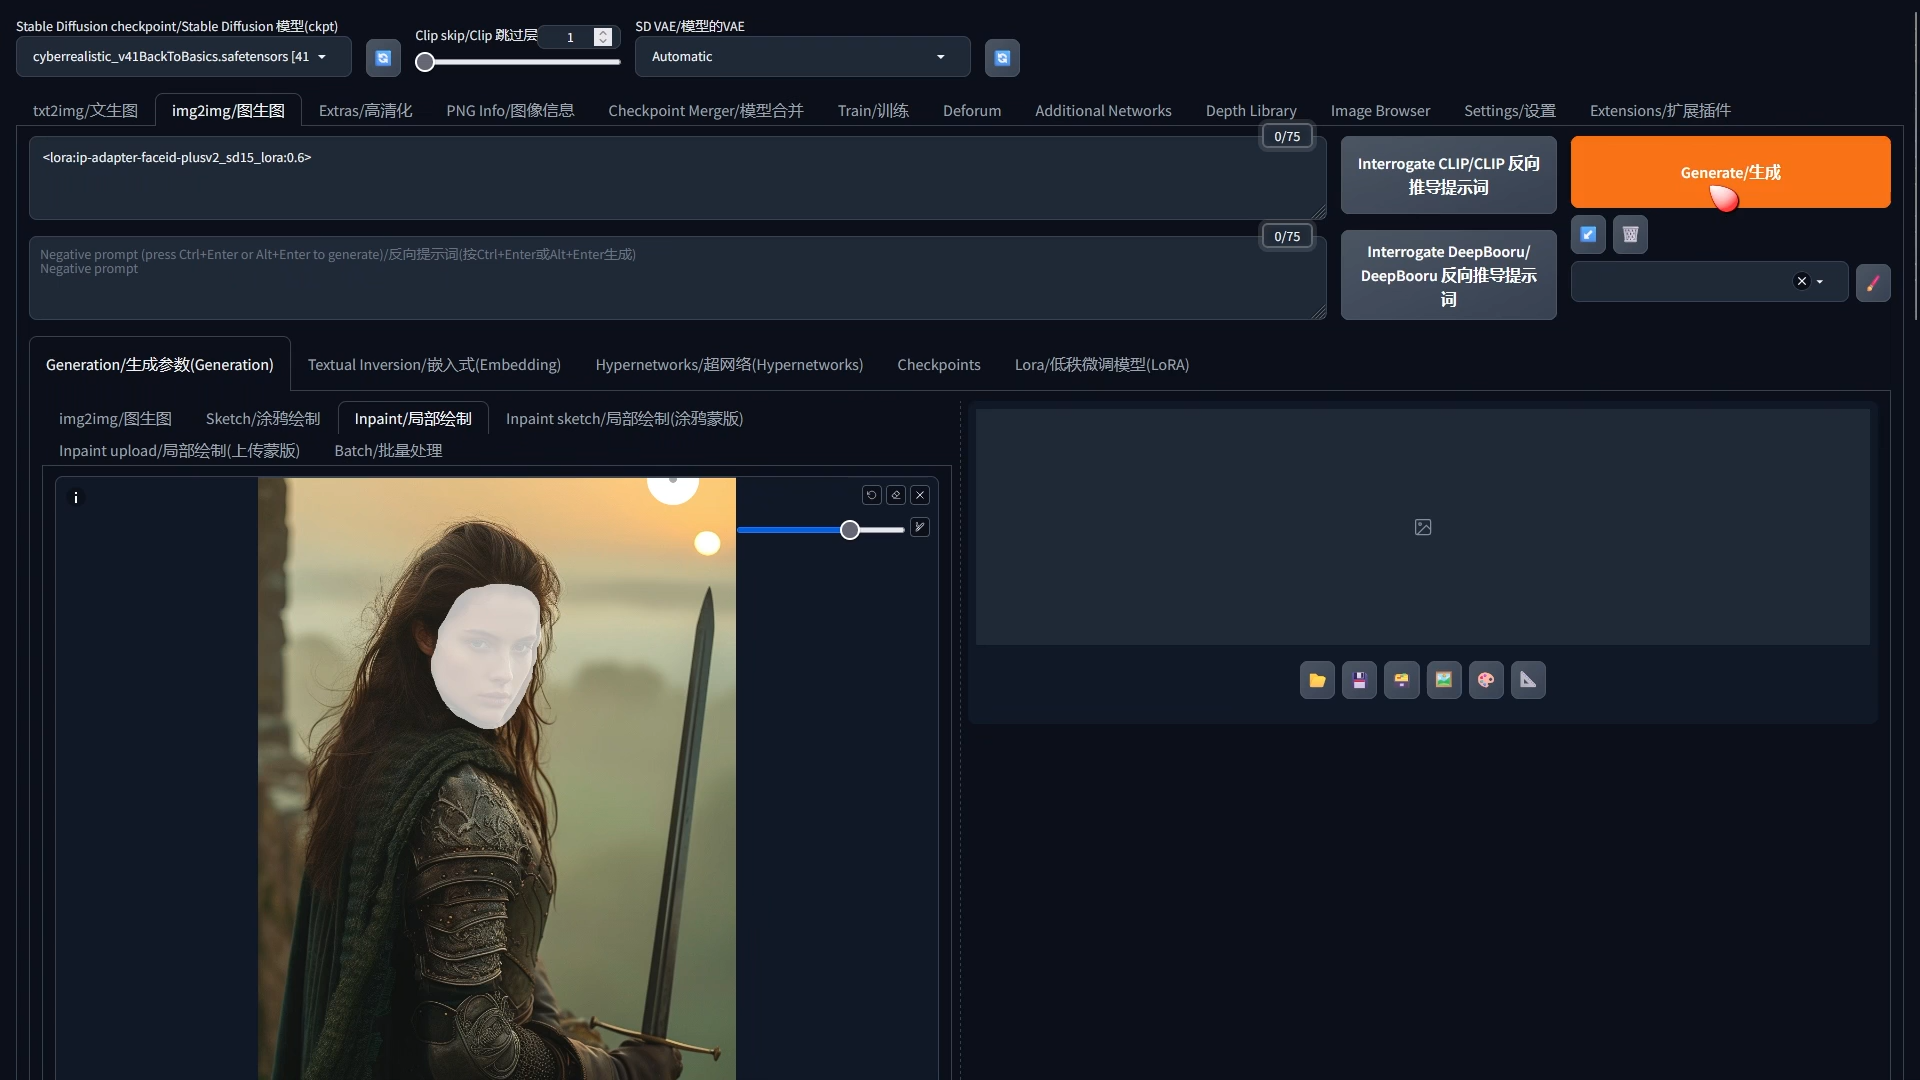 Stable Diffusion checkpoint/Stable Diffusion 模型(ckpt)
cyberrealistic_v41BackToBasics.safetensors [41
Clip skip/Clip 跳过层
1
SD VAE/模型的VAE
Automatic
txt2img/文生图
img2img/图生图
Extras/高清化
PNG Info/图像信息
Checkpoint Merger/模型合并
Train/训练
Deforum
Additional Networks
Depth Library
Image Browser
Settings/设置
Extensions/扩展插件
<lora:ip-adapter-faceid-plusv2_sd15_lora:0.6>
0/75
Interrogate CLIP/CLIP 反向
推导提示词
Generate/生成
Negative prompt (press Ctrl+Enter or Alt+Enter to generate)/反向提示词(按Ctrl+Enter或Alt+Enter生成)
Negative prompt
0/75
Interrogate DeepBooru/
DeepBooru 反向推导提示
词
Generation/生成参数(Generation)
Textual Inversion/嵌入式(Embedding)
Hypernetworks/超网络(Hypernetworks)
Checkpoints
Lora/低秩微调模型(LoRA)
img2img/图生图
Sketch/涂鸦绘制
Inpaint/局部绘制
Inpaint sketch/局部绘制(涂鸦蒙版)
Inpaint upload/局部绘制(上传蒙版)
Batch/批量处理
i